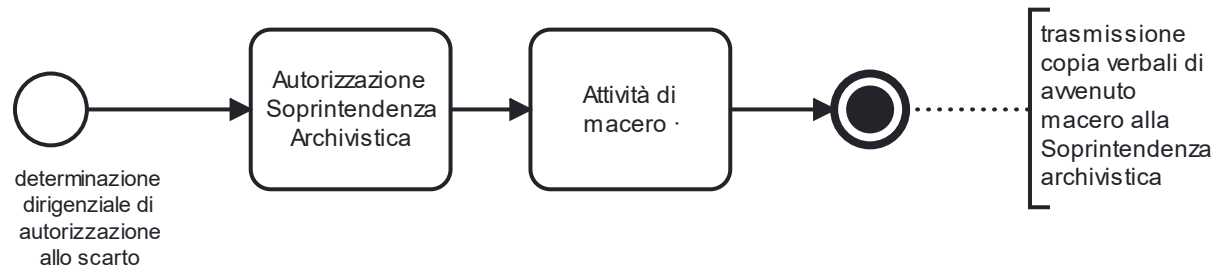 determinazione
dirigenziale di
autorizzazione
allo scarto
Autorizzazione
Soprintendenza
Archivistica
Attività di
macero ·
trasmissione
copia verbali di
avvenuto
macero alla
Soprintendenza
archivistica